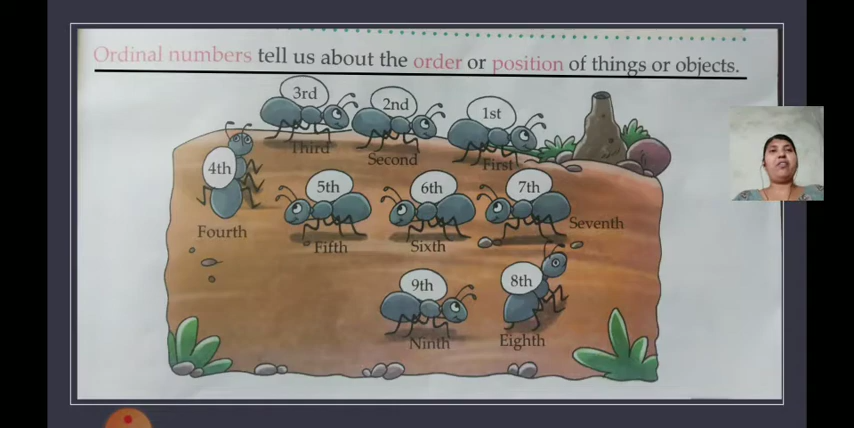 Ordinal numbers tell us about the order or position of things or objects.
3rd
2nd
1st
Third
Second
First
4th
5th
6th
7th
Fourth
Fifth
Sixth
Seventh
9th
8th
Ninth
Eighth